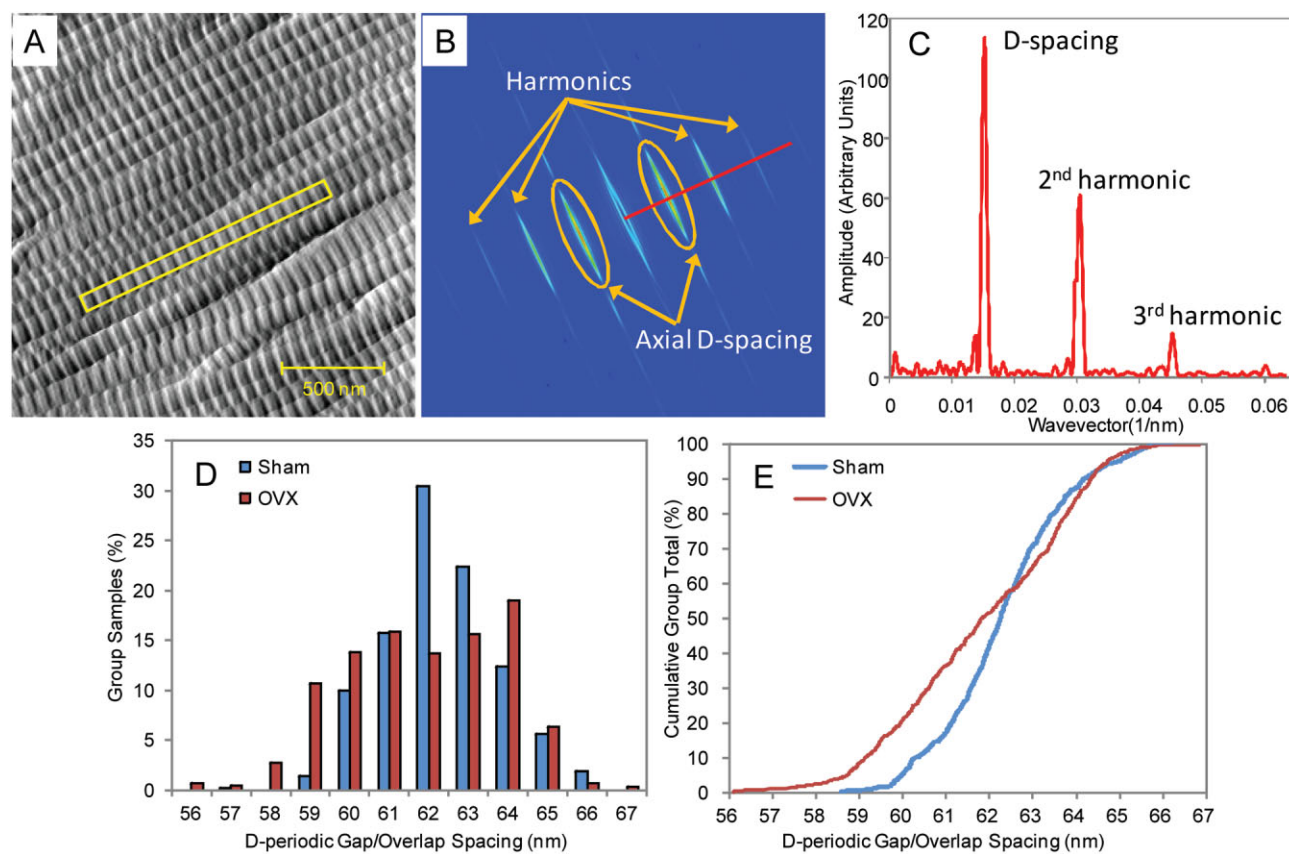 A
500 nm
B
Harmonics
Axial D-spacing
C
D-spacing
2nd harmonic
3rd harmonic
Amplitude (Arbitrary Units)
120
100
80
60
40
20
0
0 0.01 0.02 0.03 0.04 0.05 0.06
Wavevector(1/nm)
D
Sham
OVX
Group Samples (%)
35
30
25
20
15
10
5
0
56 57 58 59 60 61 62 63 64 65 66 67
D-periodic Gap/Overlap Spacing (nm)
E
Sham
OVX
Cumulative Group Total (%)
100
90
80
70
60
50
40
30
20
10
0
56 57 58 59 60 61 62 63 64 65 66 67
D-periodic Gap/Overlap Spacing (nm)